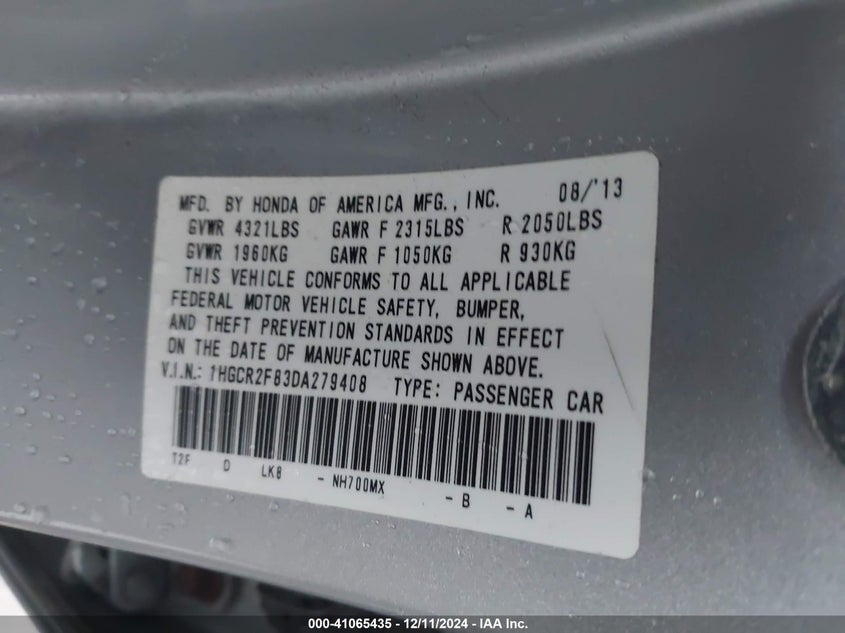 MFD. BY HONDA OF AMERICA MFG., INC. 08/'13
GVWR 4321LBS GAWR F 2315LBS R 2050LBS
GVWR 1960KG GAWR F 1050KG R 930KG
THIS VEHICLE CONFORMS TO ALL APPLICABLE
FEDERAL MOTOR VEHICLE SAFETY, BUMPER,
AND THEFT PREVENTION STANDARDS IN EFFECT
ON THE DATE OF MANUFACTURE SHOWN ABOVE.
V.I.N.: 1HGCR2F83DA279408 TYPE: PASSENGER CAR
T2F D LK8 - NH700MX - B - A
000-41065435 - 12/11/2024 - IAA Inc.